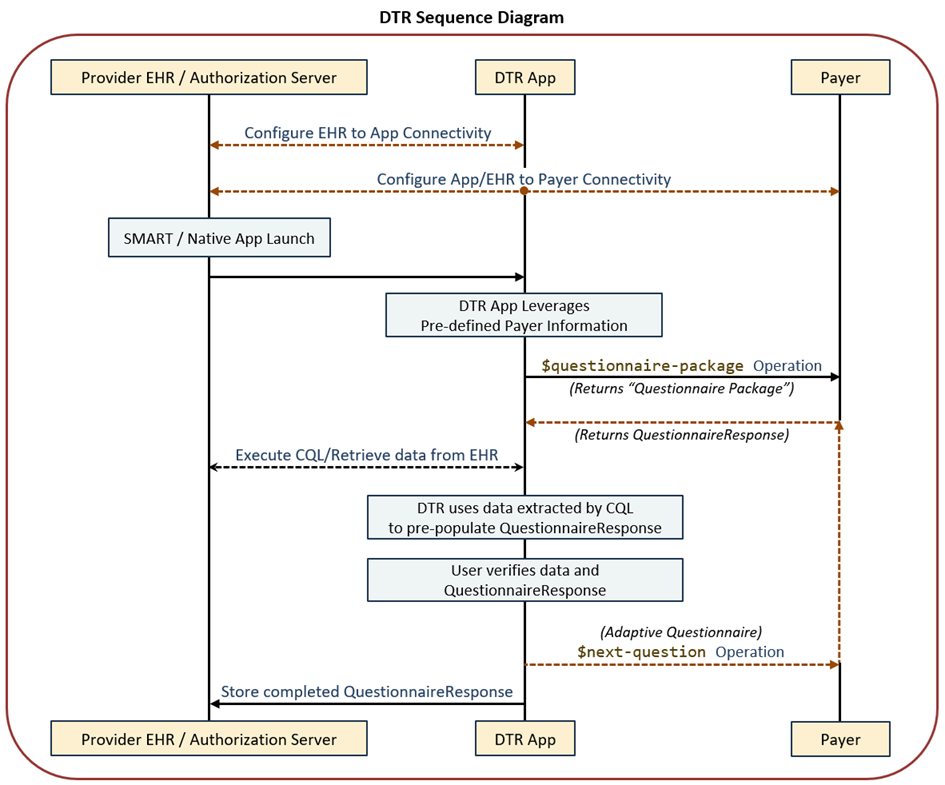 DTR Sequence Diagram
Provider EHR / Authorization Server
DTR App
Payer
Configure EHR to App Connectivity
Configure App/EHR to Payer Connectivity
SMART / Native App Launch
DTR App Leverages
Pre-defined Payer Information
$questionnaire-package Operation
(Returns “Questionnaire Package”)
(Returns QuestionnaireResponse)
Execute CQL/Retrieve data from EHR
DTR uses data extracted by CQL
to pre-populate QuestionnaireResponse
User verifies data and
QuestionnaireResponse
(Adaptive Questionnaire)
$next-question Operation
Store completed QuestionnaireResponse
Provider EHR / Authorization Server
DTR App
Payer